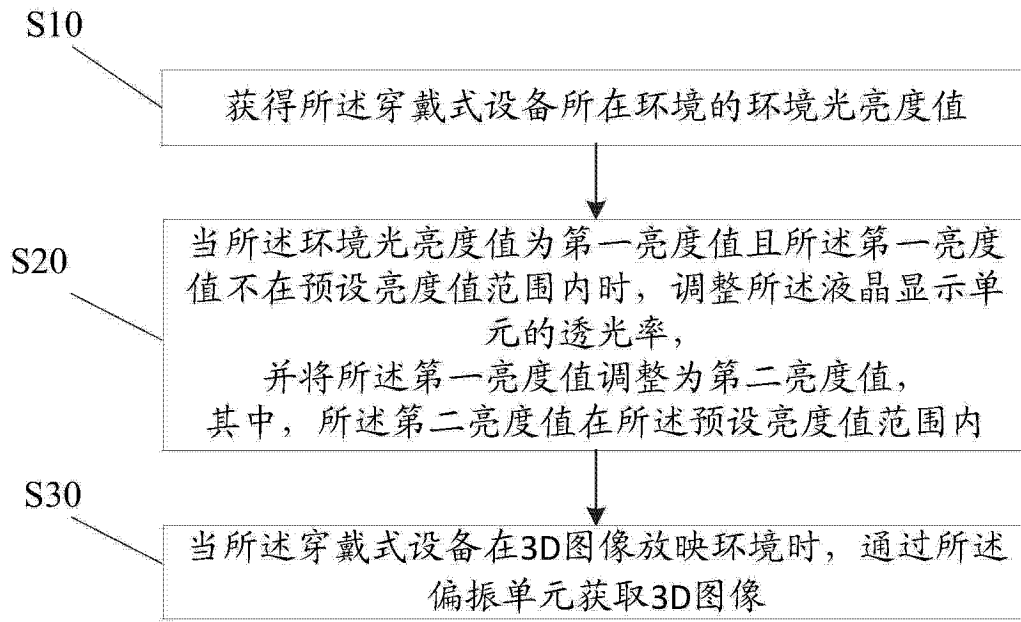 S10
获得所述穿戴式设备所在环境的环境光亮度值
S20
当所述环境光亮度值为第一亮度值且所述第一亮度
值不在预设亮度值范围内时，调整所述液晶显示单
元的透光率，
并将所述第一亮度值调整为第二亮度值，
其中，所述第二亮度值在所述预设亮度值范围内
S30
当所述穿戴式设备在3D图像放映环境时，通过所述
偏振单元获取3D图像